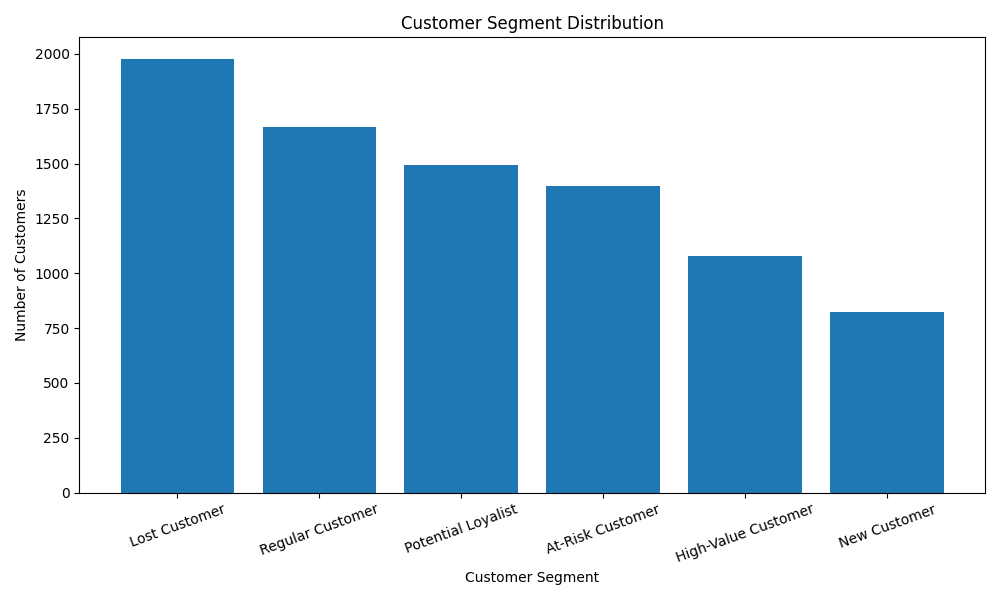 Customer Segment Distribution
Number of Customers
2000
1750
1500
1250
1000
750
500
250
0
Lost Customer
Regular Customer
Potential Loyalist
At-Risk Customer
High-Value Customer
New Customer
Customer Segment